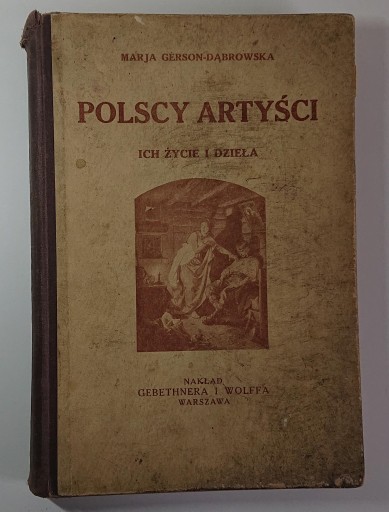 MARJA GERSON-DĄBROWSKA
POLSCY ARTYŚCI
ICH ŻYCIE I DZIEŁA
NAKŁAD
GEBETHNERA I WOLFFA
WARSZAWA